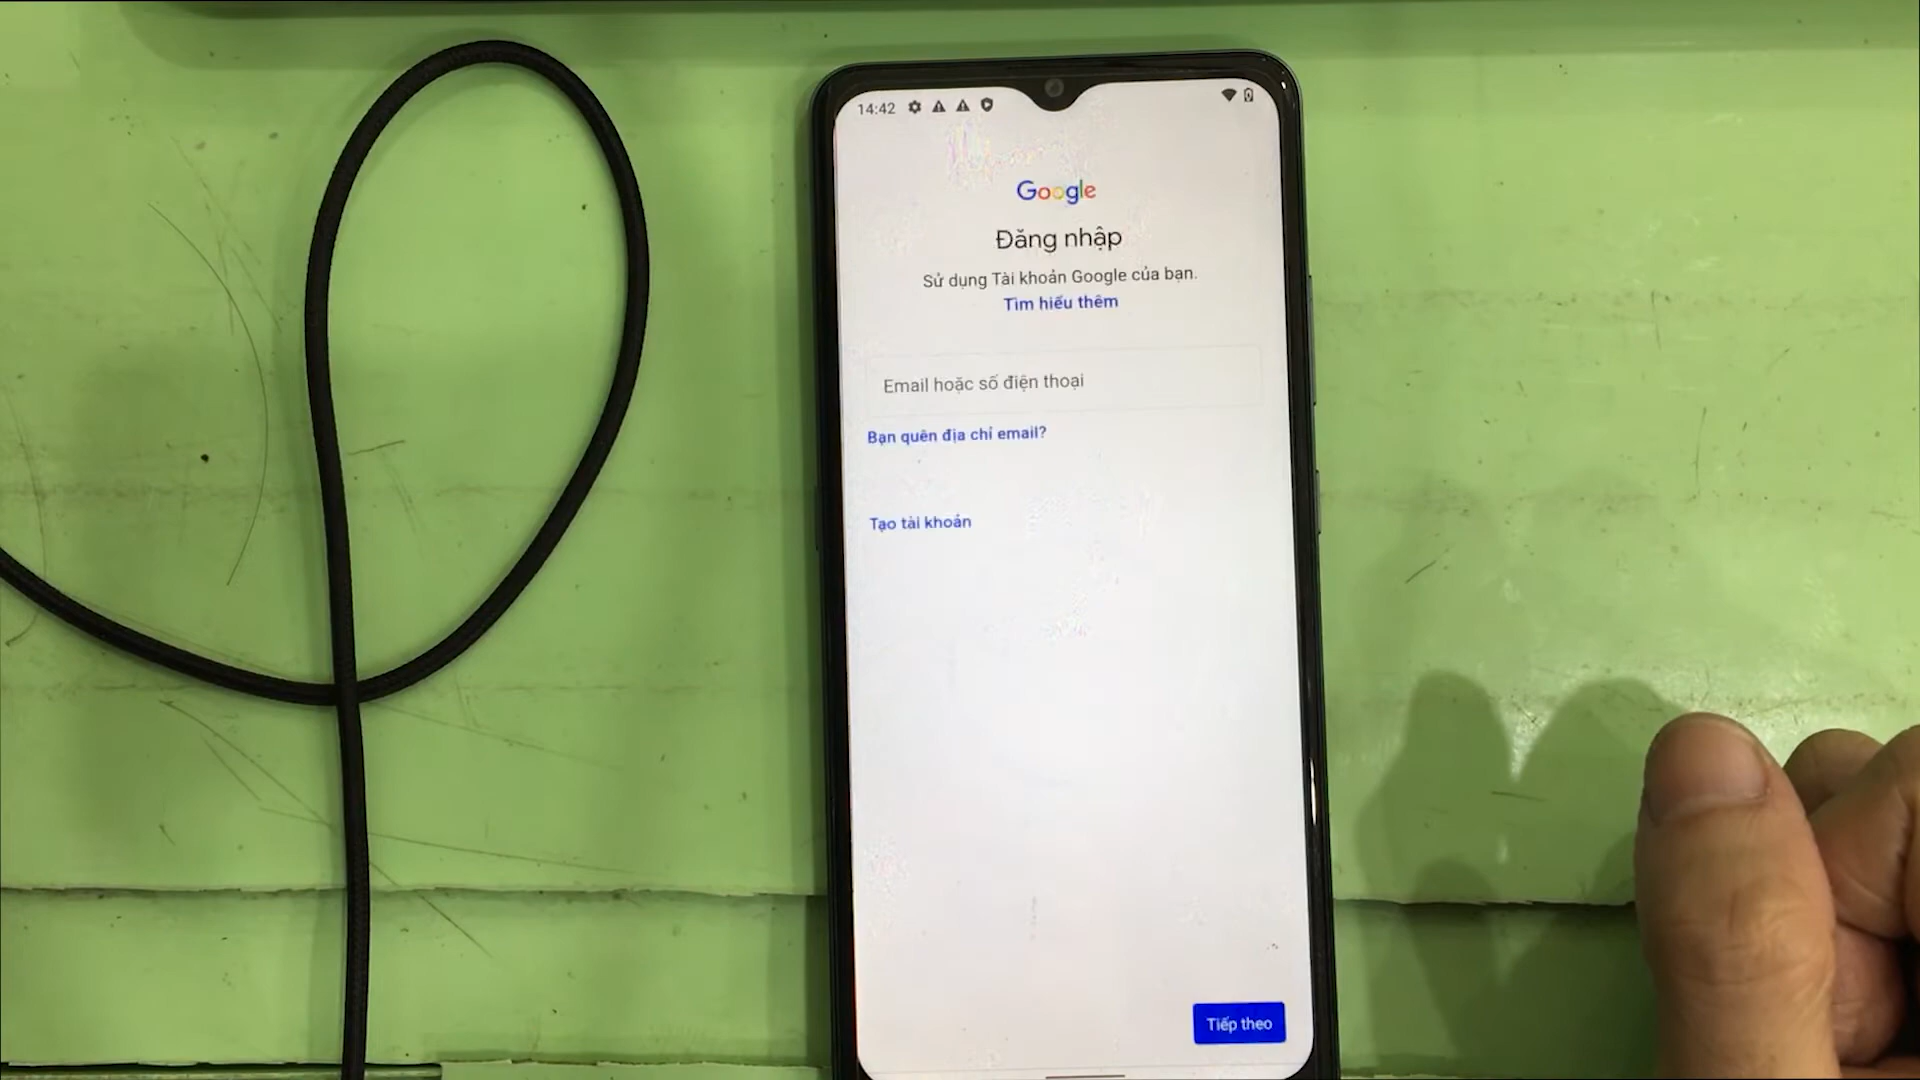 14:42
Google
Đăng nhập
Sử dụng Tài khoản Google của bạn.
Tìm hiểu thêm
Email hoặc số điện thoại
Bạn quên địa chỉ email?
Tạo tài khoản
Tiếp theo